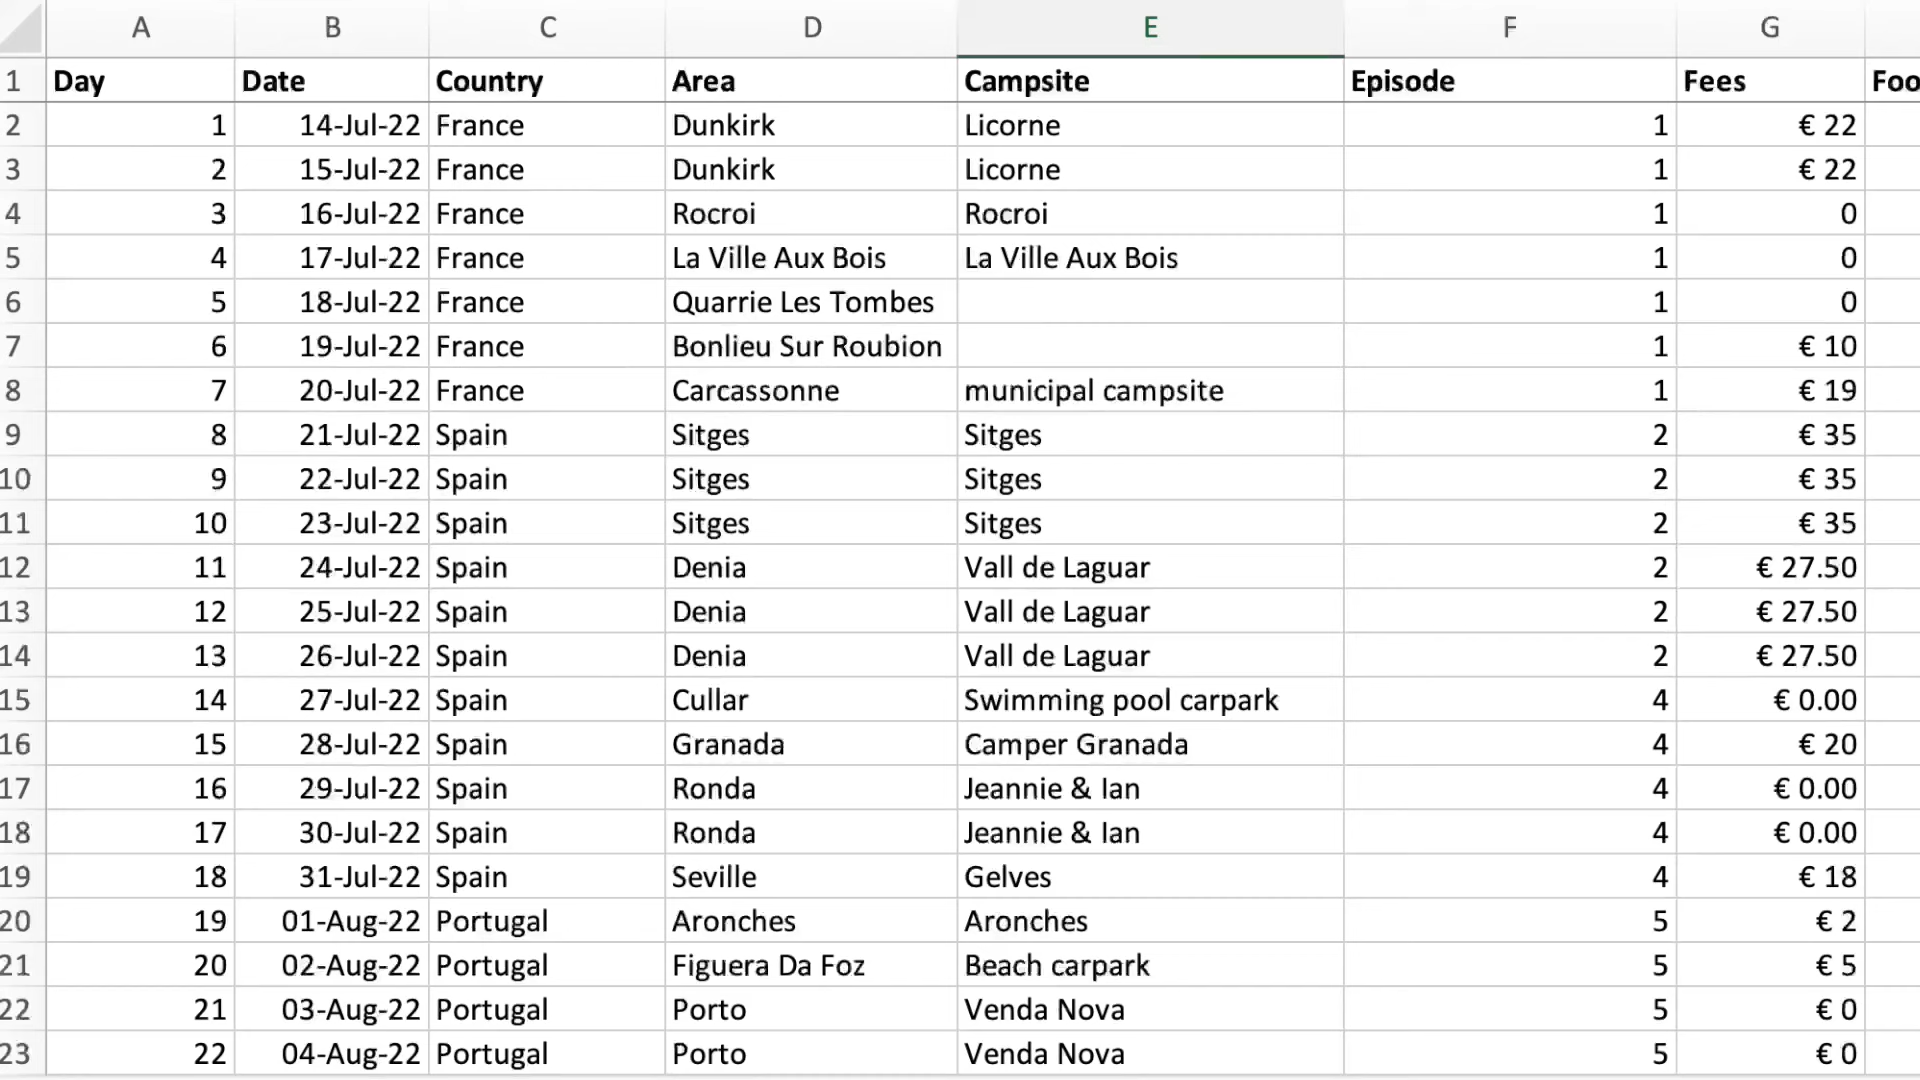 A B C D E F G
1 Day Date Country Area Campsite Episode Fees Foo
2 1 14-Jul-22 France Dunkirk Licorne 1 € 22
3 2 15-Jul-22 France Dunkirk Licorne 1 € 22
4 3 16-Jul-22 France Rocroi Rocroi 1 0
5 4 17-Jul-22 France La Ville Aux Bois La Ville Aux Bois 1 0
6 5 18-Jul-22 France Quarrie Les Tombes 1 0
7 6 19-Jul-22 France Bonlieu Sur Roubion 1 € 10
8 7 20-Jul-22 France Carcassonne municipal campsite 1 € 19
9 8 21-Jul-22 Spain Sitges Sitges 2 € 35
10 9 22-Jul-22 Spain Sitges Sitges 2 € 35
11 10 23-Jul-22 Spain Sitges Sitges 2 € 35
12 11 24-Jul-22 Spain Denia Vall de Laguar 2 € 27.50
13 12 25-Jul-22 Spain Denia Vall de Laguar 2 € 27.50
14 13 26-Jul-22 Spain Denia Vall de Laguar 2 € 27.50
15 14 27-Jul-22 Spain Cullar Swimming pool carpark 4 € 0.00
16 15 28-Jul-22 Spain Granada Camper Granada 4 € 20
17 16 29-Jul-22 Spain Ronda Jeannie & Ian 4 € 0.00
18 17 30-Jul-22 Spain Ronda Jeannie & Ian 4 € 0.00
19 18 31-Jul-22 Spain Seville Gelves 4 € 18
20 19 01-Aug-22 Portugal Aronches Aronches 5 € 2
21 20 02-Aug-22 Portugal Figuera Da Foz Beach carpark 5 € 5
22 21 03-Aug-22 Portugal Porto Venda Nova 5 € 0
23 22 04-Aug-22 Portugal Porto Venda Nova 5 € 0